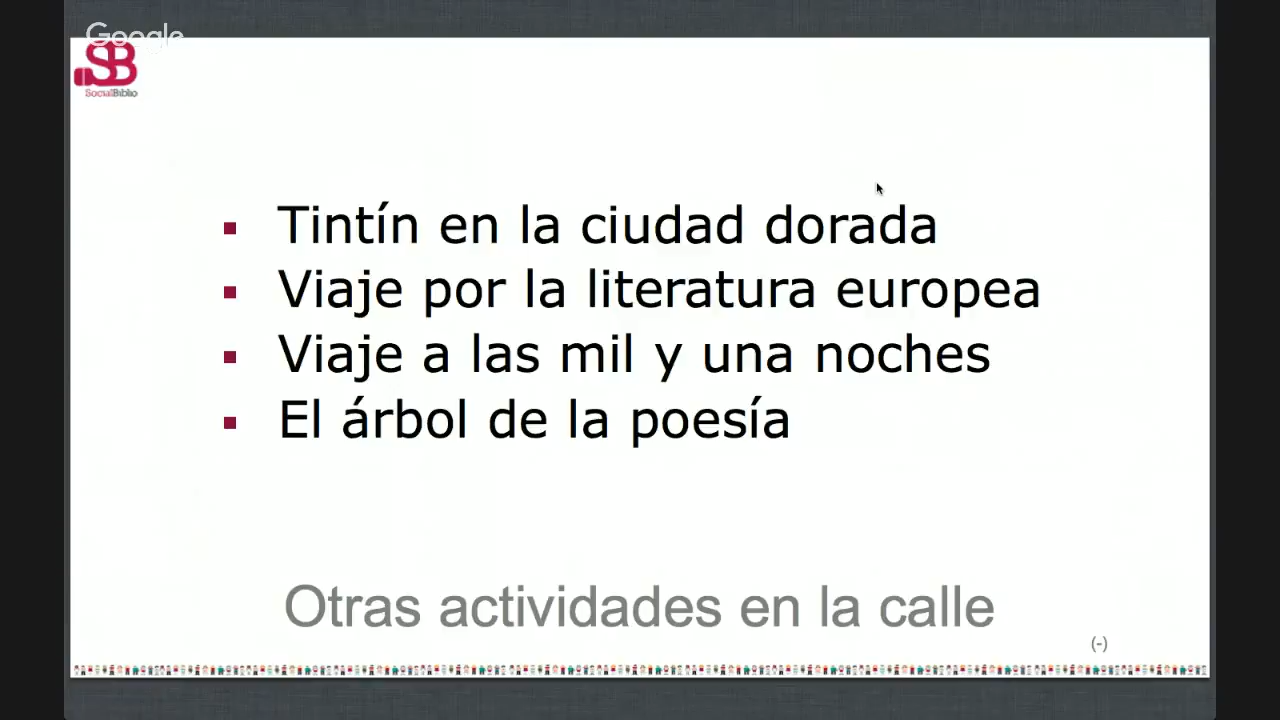 Google
SB
SocialBiblio
Tintín en la ciudad dorada
Viaje por la literatura europea
Viaje a las mil y una noches
El árbol de la poesía
Otras actividades en la calle
(-)